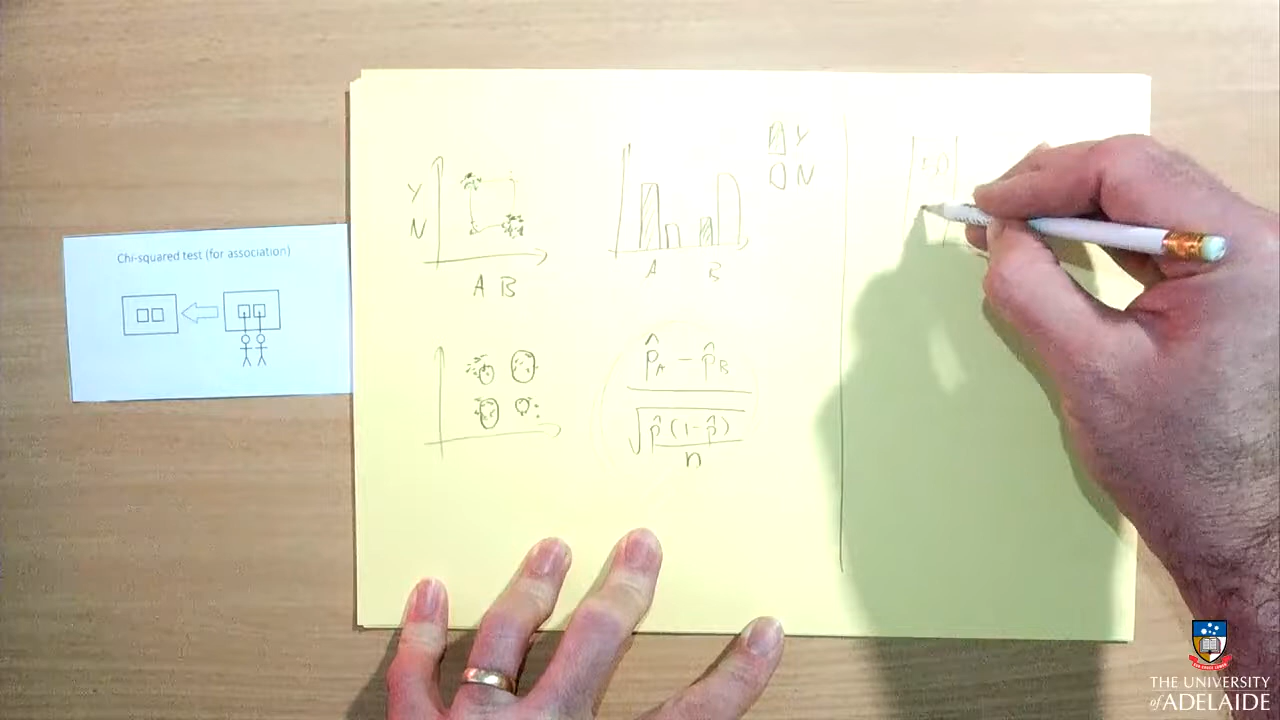 Chi-squared test (for association)
Y
N
A B
Y
N
A B
p̂A − p̂B
√p̂(1-p̂)
n
THE UNIVERSITY
of ADELAIDE